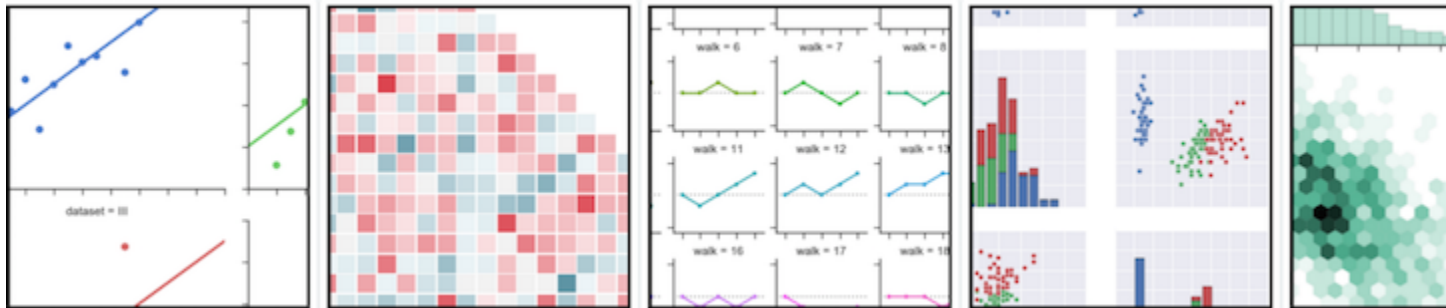 dataset = III
walk = 6
walk = 7
walk = 8
walk = 11
walk = 12
walk = 13
walk = 16
walk = 17
walk = 18